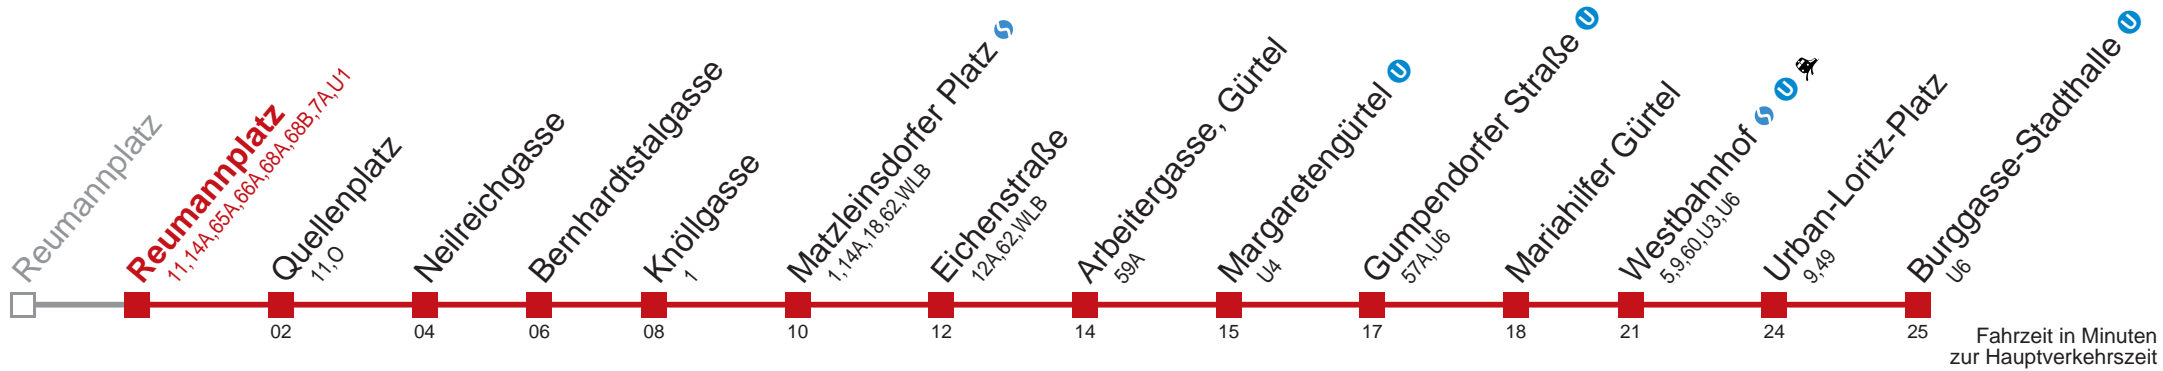 Reumannplatz
Reumannplatz
11,14A,65A,66A,68A,68B,7A,U1
Quellenplatz
11,O
Neilreichgasse
Bernhardtstalgasse
Knöllgasse
1
Matzleinsdorfer Platz
1,14A,18,62,WLB
Eichenstraße
12A,62,WLB
Arbeitergasse, Gürtel
59A
Margaretengürtel U
U4
Gumpendorfer Straße U
57A,U6
Mariahilfer Gürtel
Westbahnhof U
5,9,60,U3,U6
Urban-Loritz-Platz
9,49
Burggasse-Stadthalle U
U6
02 04 06 08 10 12 14 15 17 18 21 24 25
Fahrzeit in Minuten
zur Hauptverkehrszeit